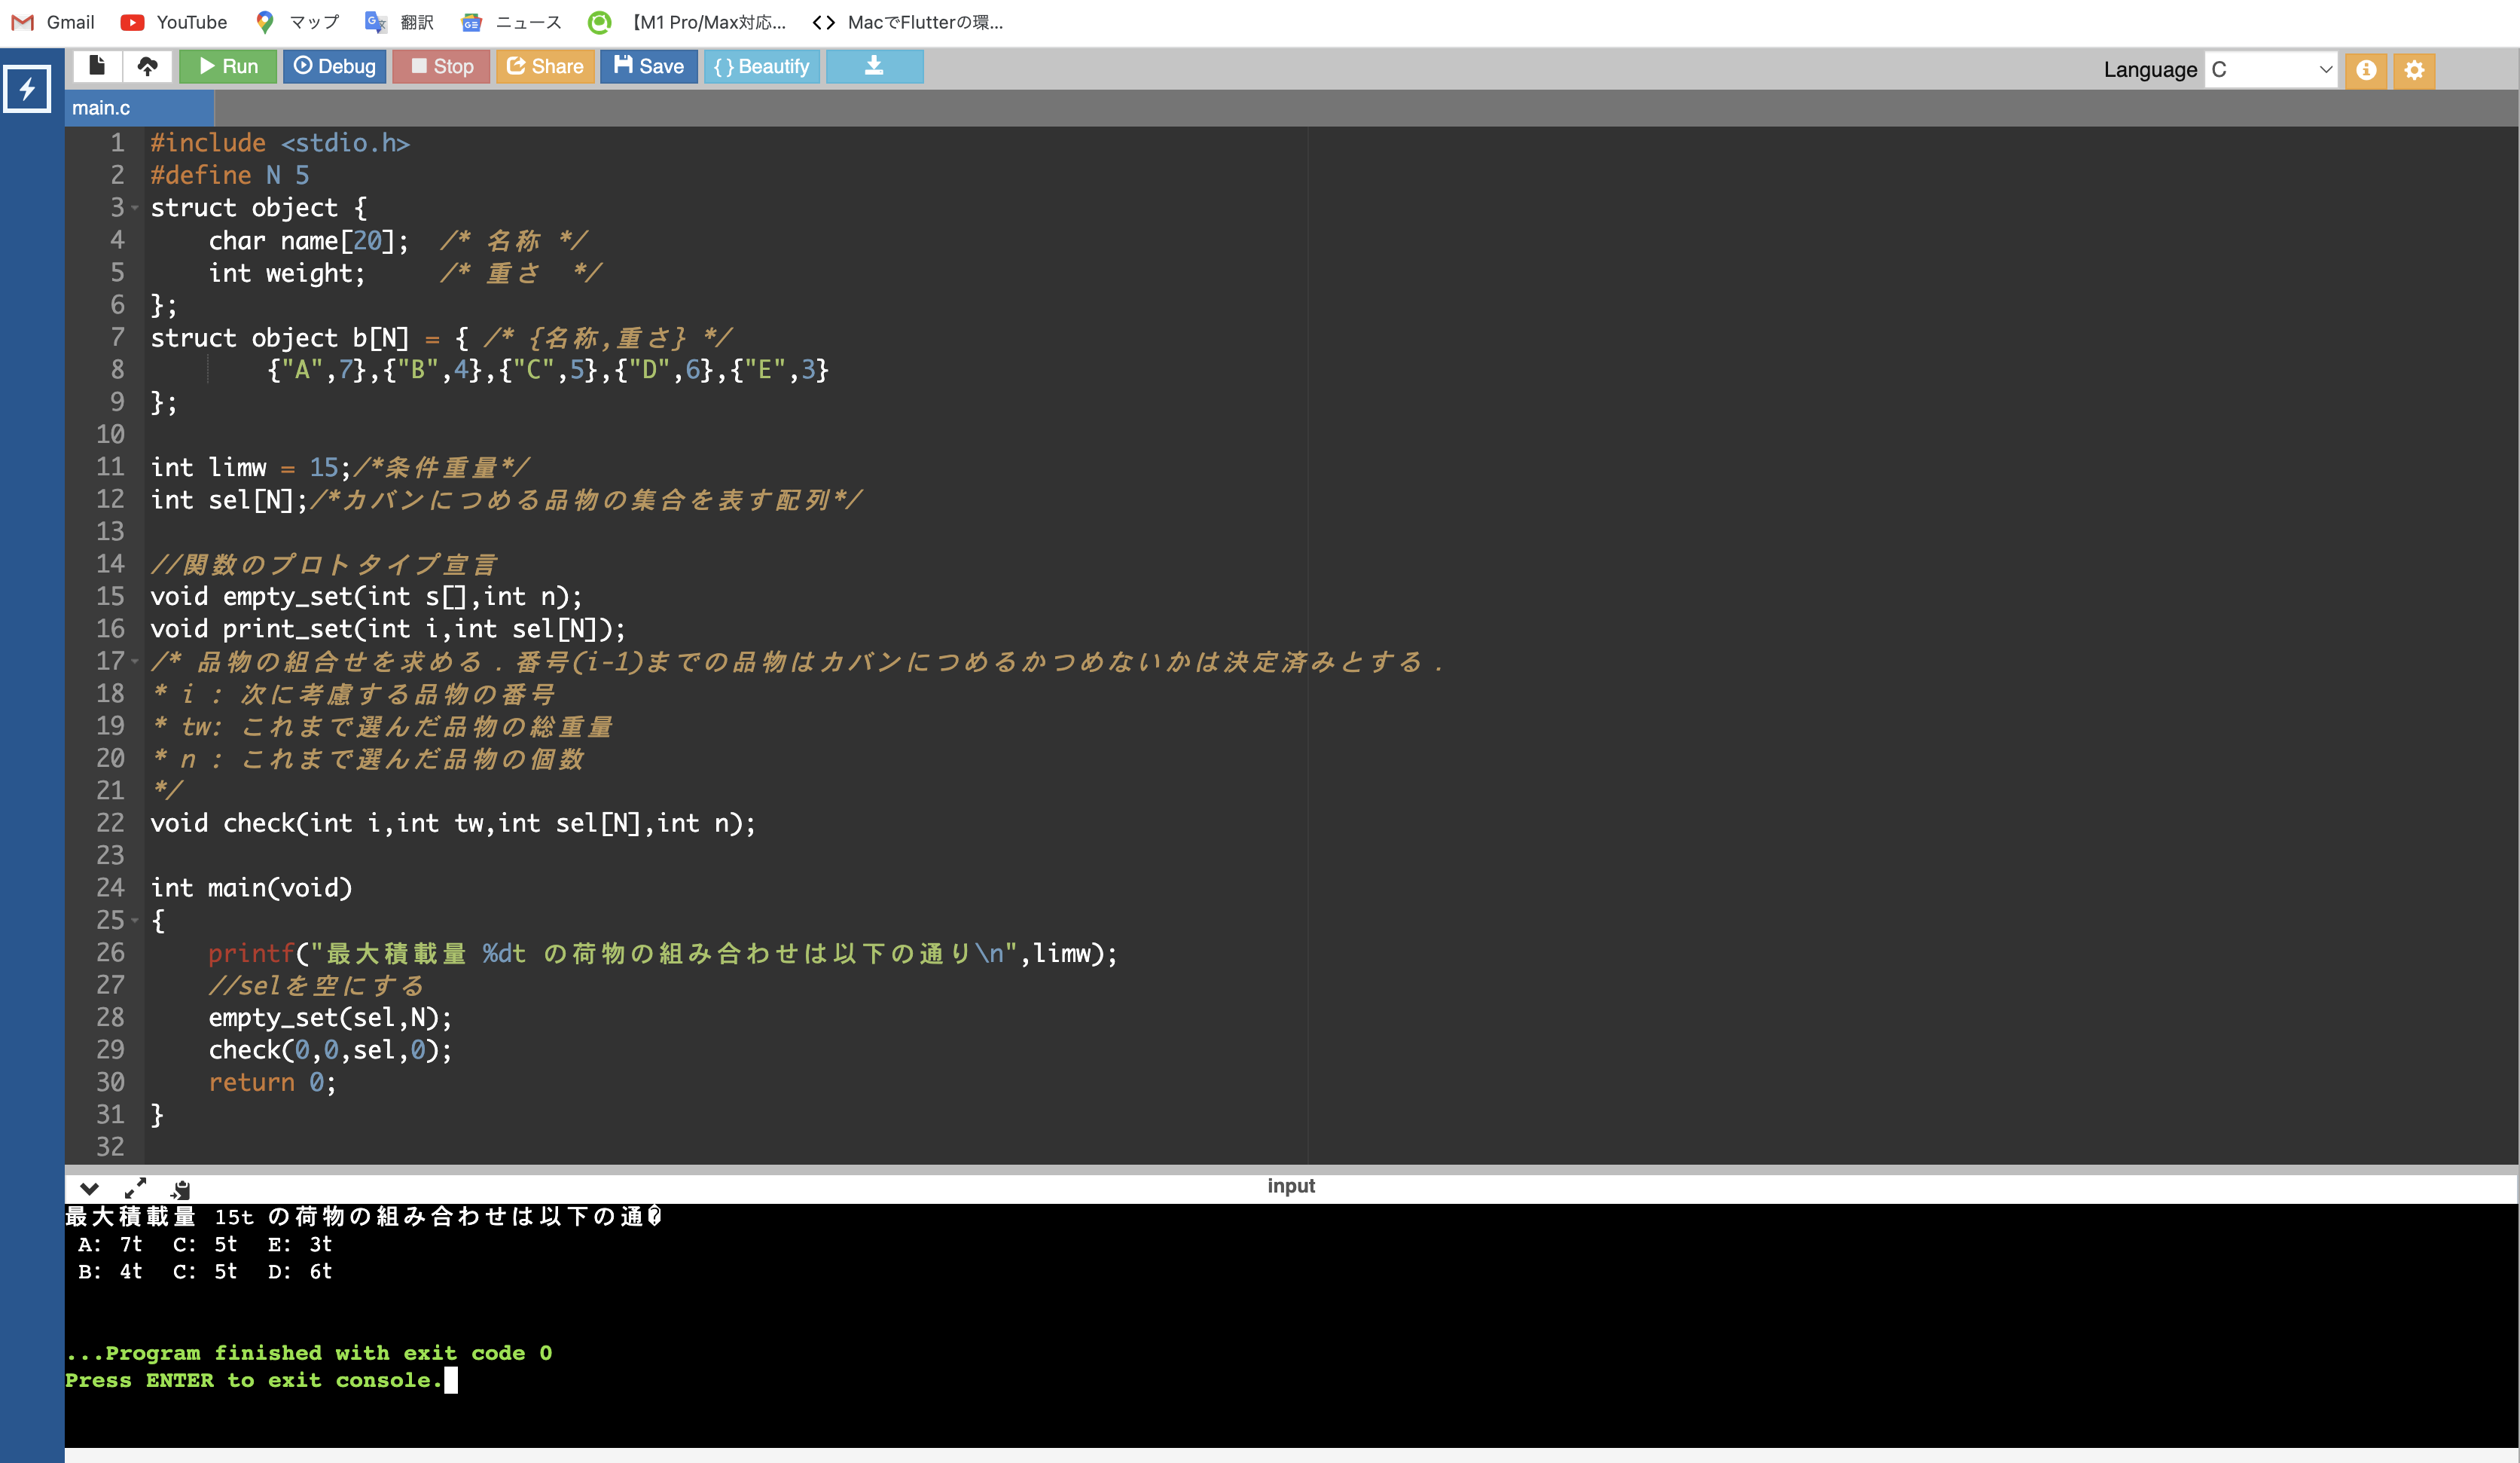 Gmail YouTube マップ 翻訳 ニュース 【M1 Pro/Max対応... MacでFlutterの環...
Run Debug Stop Share Save { } Beautify Language C
main.c
1 #include <stdio.h>
2 #define N 5
3 struct object {
4     char name[20];  /* 名称 */
5     int weight;     /* 重さ  */
6 };
7 struct object b[N] = { /* {名称,重さ} */
8         {"A",7},{"B",4},{"C",5},{"D",6},{"E",3}
9 };
10
11 int limw = 15;/*条件重量*/
12 int sel[N];/*カバンにつめる品物の集合を表す配列*/
13
14 //関数のプロトタイプ宣言
15 void empty_set(int s[],int n);
16 void print_set(int i,int sel[N]);
17 /* 品物の組合せを求める．番号(i-1)までの品物はカバンにつめるかつめないかは決定済みとする．
18 * i : 次に考慮する品物の番号
19 * tw: これまで選んだ品物の総重量
20 * n : これまで選んだ品物の個数
21 */
22 void check(int i,int tw,int sel[N],int n);
23
24 int main(void)
25 {
26     printf("最大積載量 %dt の荷物の組み合わせは以下の通り\n",limw);
27     //selを空にする
28     empty_set(sel,N);
29     check(0,0,sel,0);
30     return 0;
31 }
32
input
最大積載量 15t の荷物の組み合わせは以下の通�
A: 7t C: 5t E: 3t
B: 4t C: 5t D: 6t
...Program finished with exit code 0
Press ENTER to exit console.